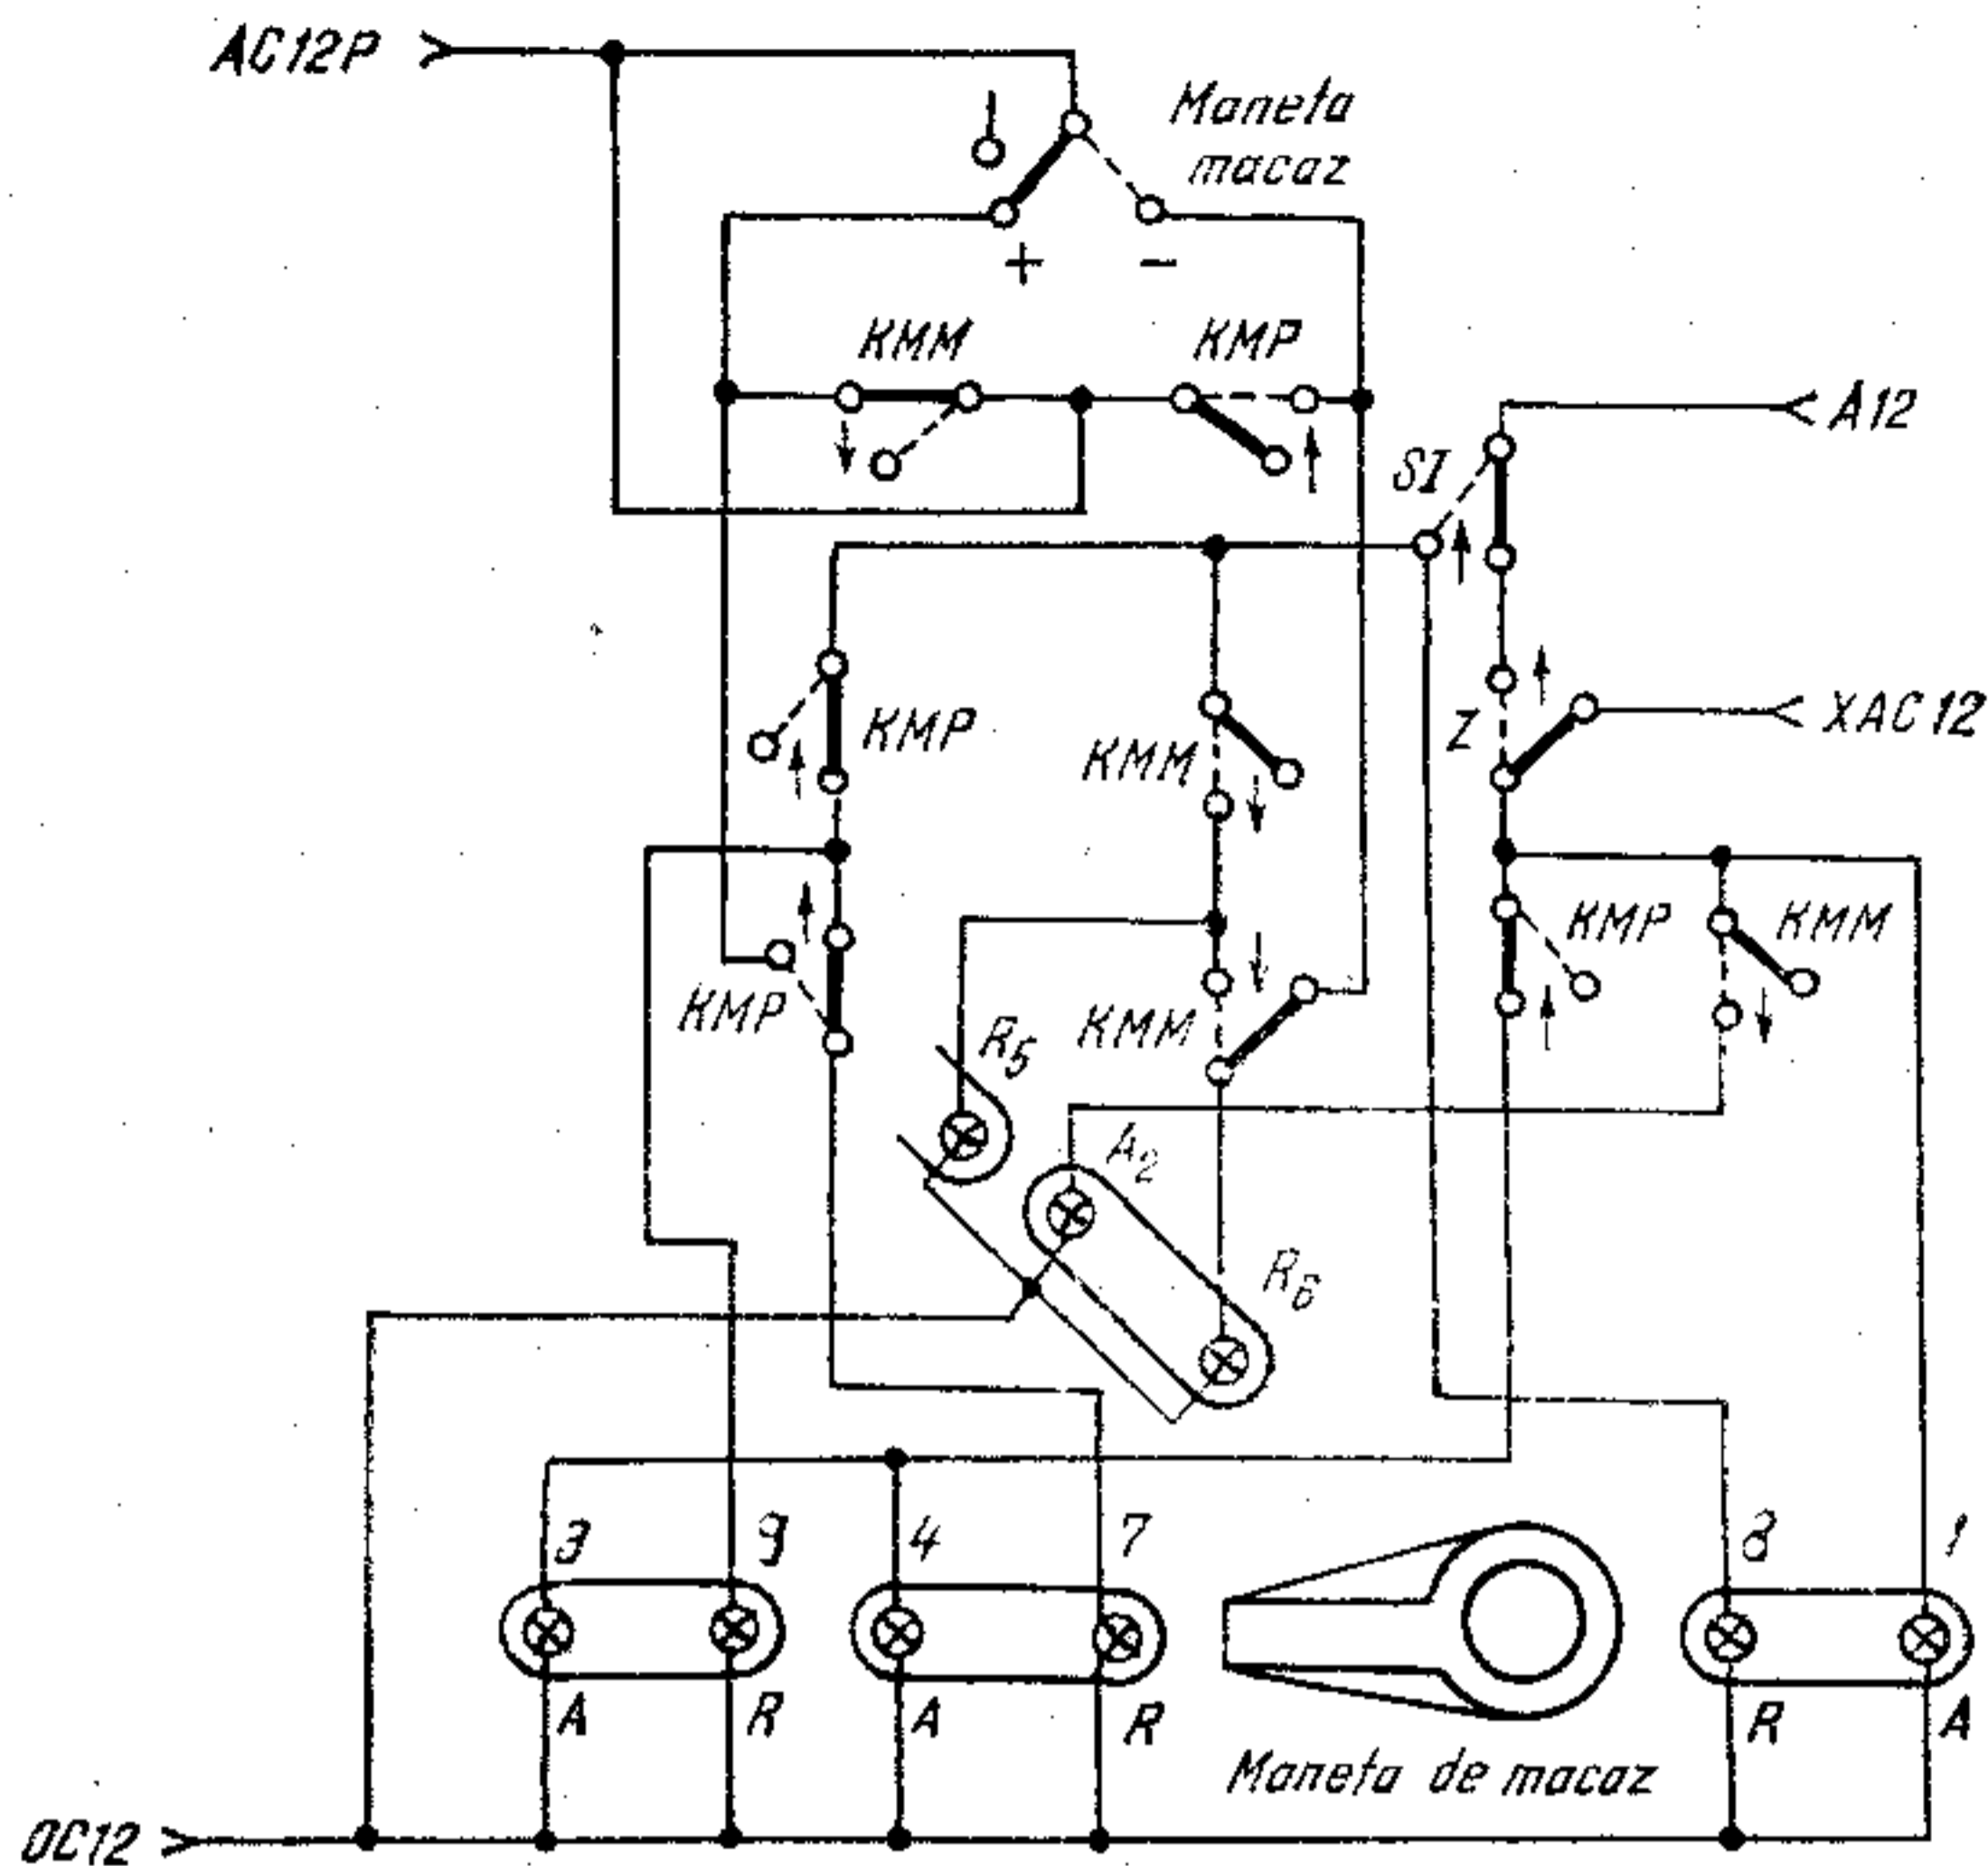 AC12P
Maneta
macaz
+ −
KMM KMP
A12
SI
KMP
KMM
Z
XAC12
KMP
R5
KMM
KMP
KMM
A2
R6
3 9 4 7 8 1
A R A R R A
Maneta de macaz
OC12